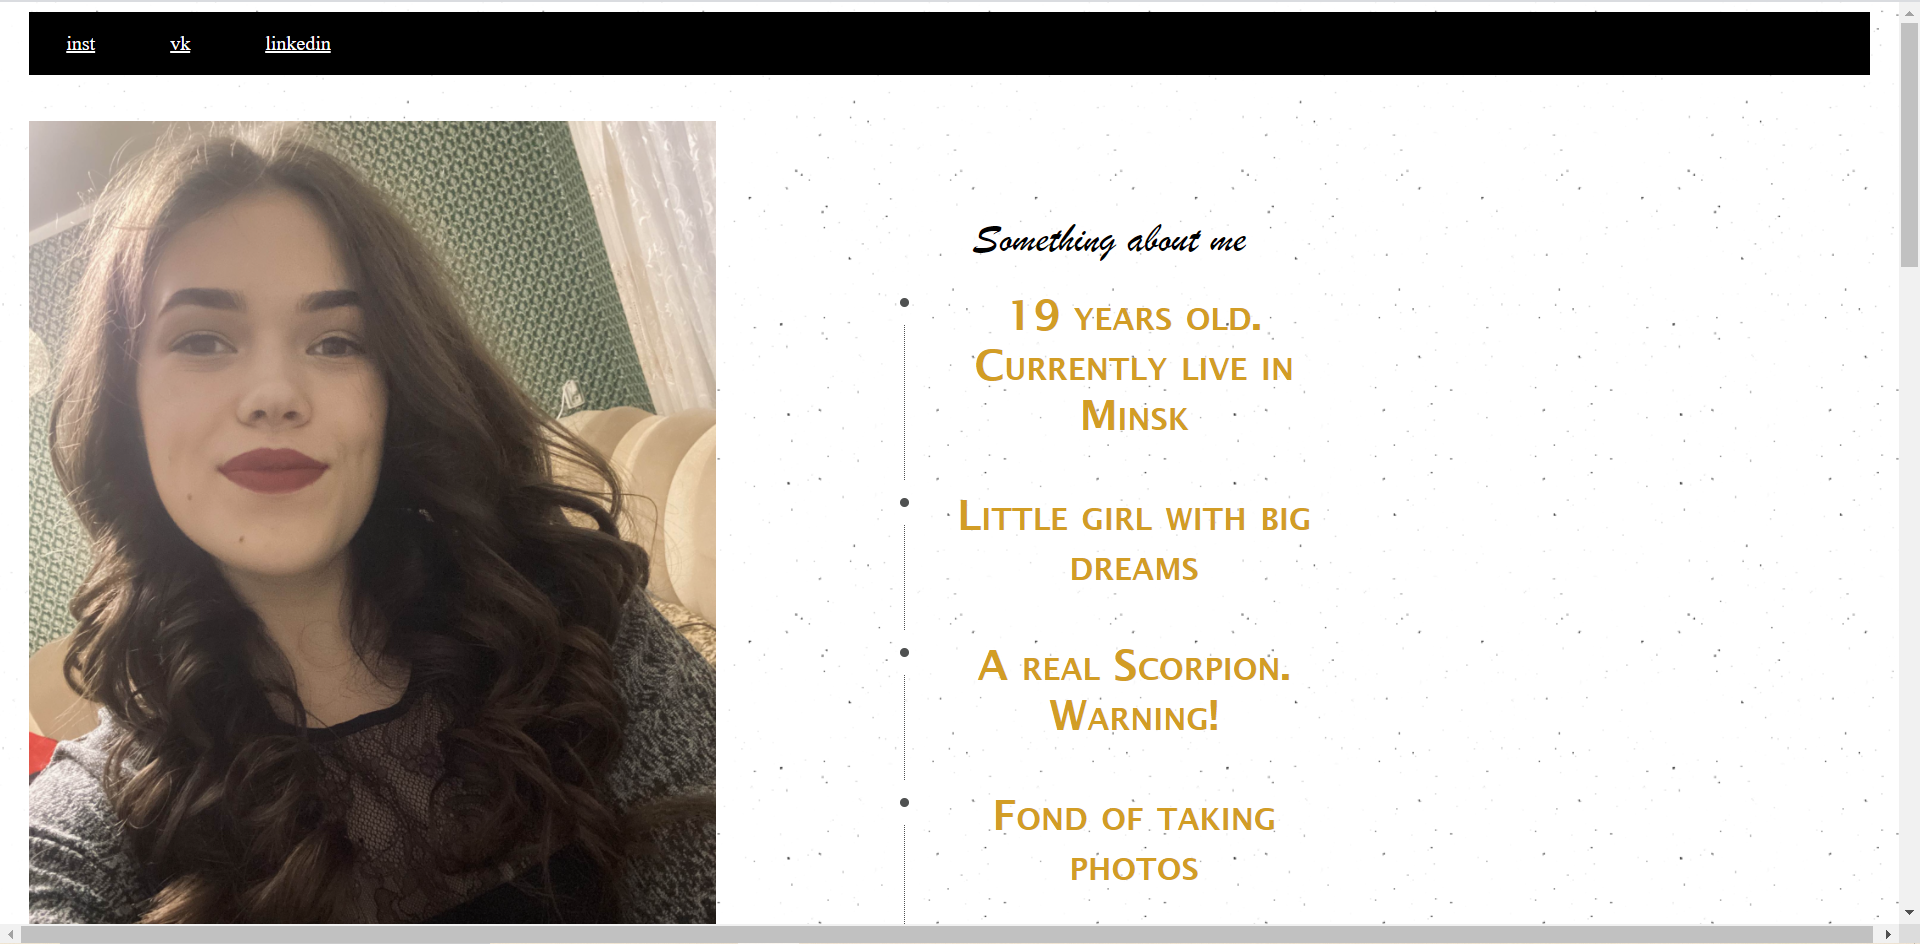 inst vk linkedin
Something about me
19 years old.
Currently live in
Minsk
Little girl with big
dreams
A real Scorpion.
Warning!
Fond of taking
photos